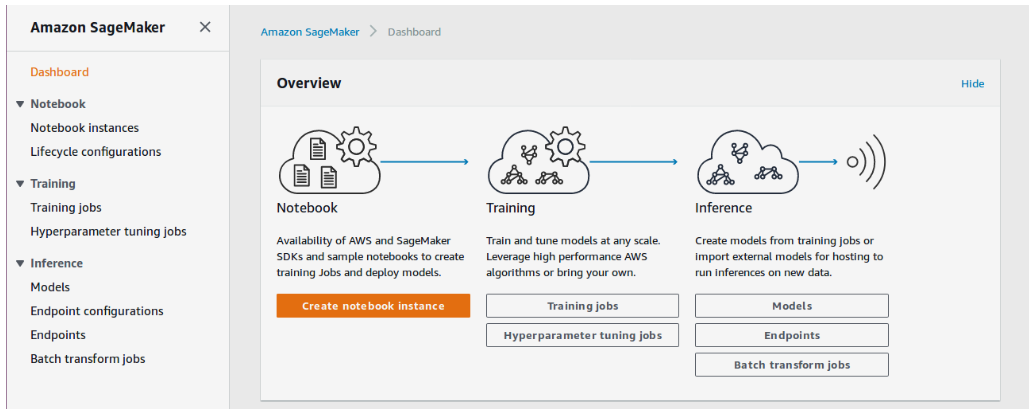 Amazon SageMaker
Dashboard
Notebook
Notebook instances
Lifecycle configurations
Training
Training jobs
Hyperparameter tuning jobs
Inference
Models
Endpoint configurations
Endpoints
Batch transform jobs
Amazon SageMaker > Dashboard
Overview
Hide
Notebook
Availability of AWS and SageMaker
SDKs and sample notebooks to create
training Jobs and deploy models.
Create notebook instance
Training
Train and tune models at any scale.
Leverage high performance AWS
algorithms or bring your own.
Training jobs
Hyperparameter tuning jobs
Inference
Create models from training jobs or
import external models for hosting to
run inferences on new data.
Models
Endpoints
Batch transform jobs